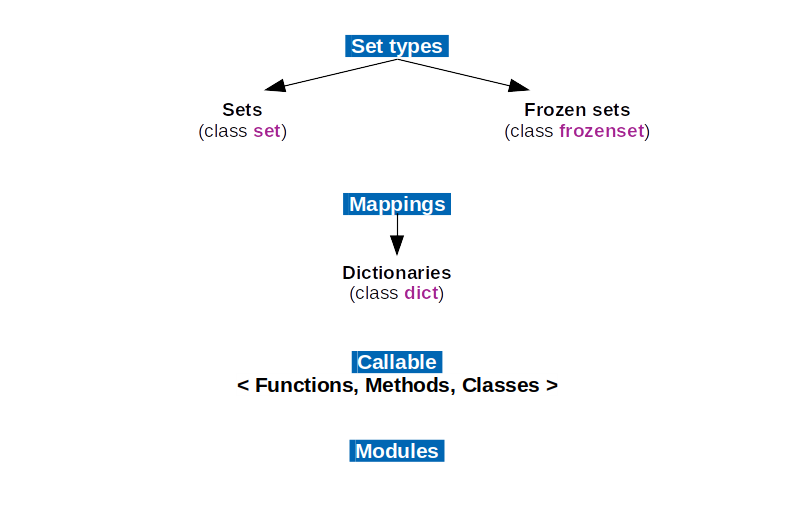 Set types
Sets
(class set)
Frozen sets
(class frozenset)
Mappings
Dictionaries
(class dict)
Callable
< Functions, Methods, Classes >
Modules